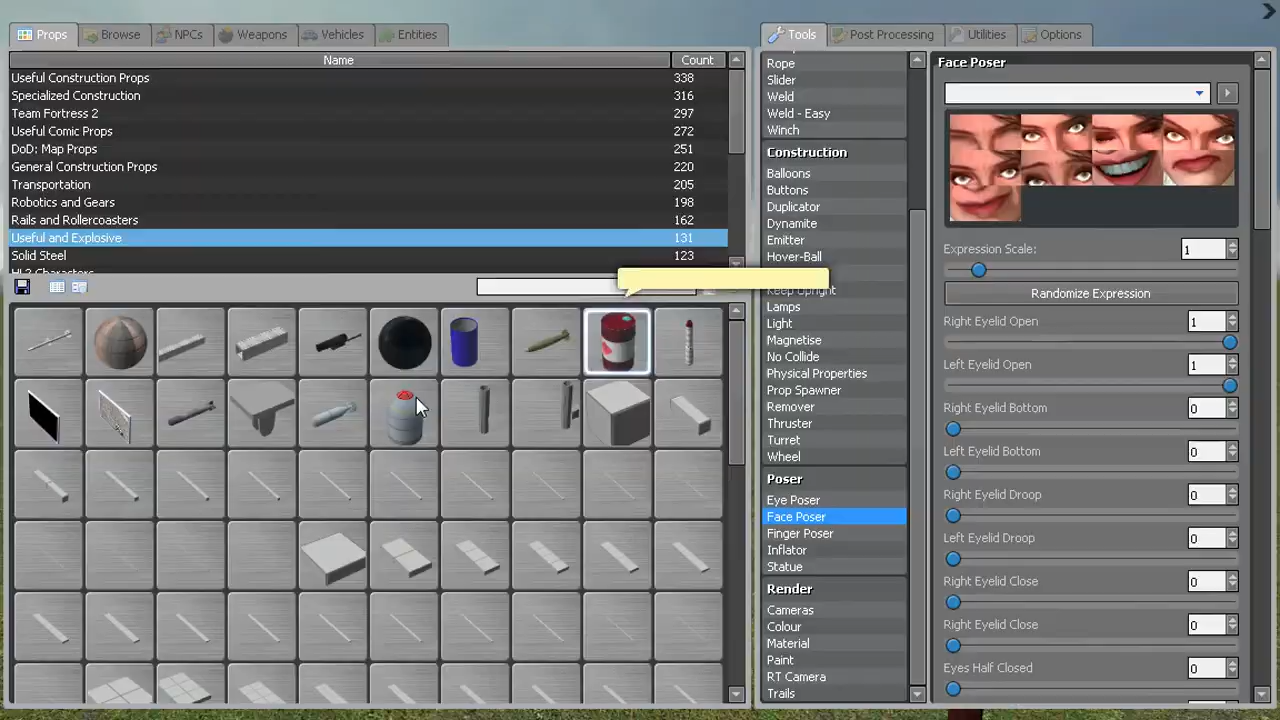 Props
Browse
NPCs
Weapons
Vehicles
Entities
Name
Count
Useful Construction Props 338
Specialized Construction 316
Team Fortress 2 297
Useful Comic Props 272
DoD: Map Props 251
General Construction Props 220
Transportation 205
Robotics and Gears 198
Rails and Rollercoasters 162
Useful and Explosive 131
Solid Steel 123
HL2 Characters
Tools
Post Processing
Utilities
Options
Rope
Slider
Weld
Weld - Easy
Winch
Construction
Balloons
Buttons
Duplicator
Dynamite
Emitter
Hover-Ball
Keep Upright
Lamps
Light
Magnetise
No Collide
Physical Properties
Prop Spawner
Remover
Thruster
Turret
Wheel
Poser
Eye Poser
Face Poser
Finger Poser
Inflator
Statue
Render
Cameras
Colour
Material
Paint
RT Camera
Trails
Face Poser
Expression Scale: 1
Randomize Expression
Right Eyelid Open 1
Left Eyelid Open 1
Right Eyelid Bottom 0
Left Eyelid Bottom 0
Right Eyelid Droop 0
Left Eyelid Droop 0
Right Eyelid Close 0
Right Eyelid Close 0
Eyes Half Closed 0